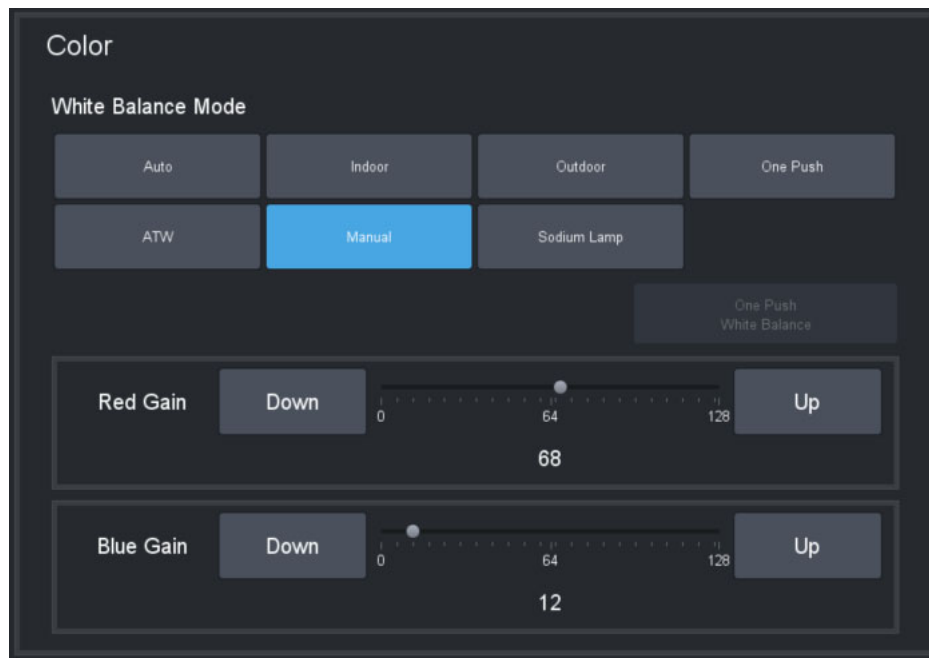 Color
White Balance Mode
Auto Indoor Outdoor One Push
ATW Manual Sodium Lamp
One Push
White Balance
Red Gain Down Up
0 64 128
68
Blue Gain Down Up
0 64 128
12